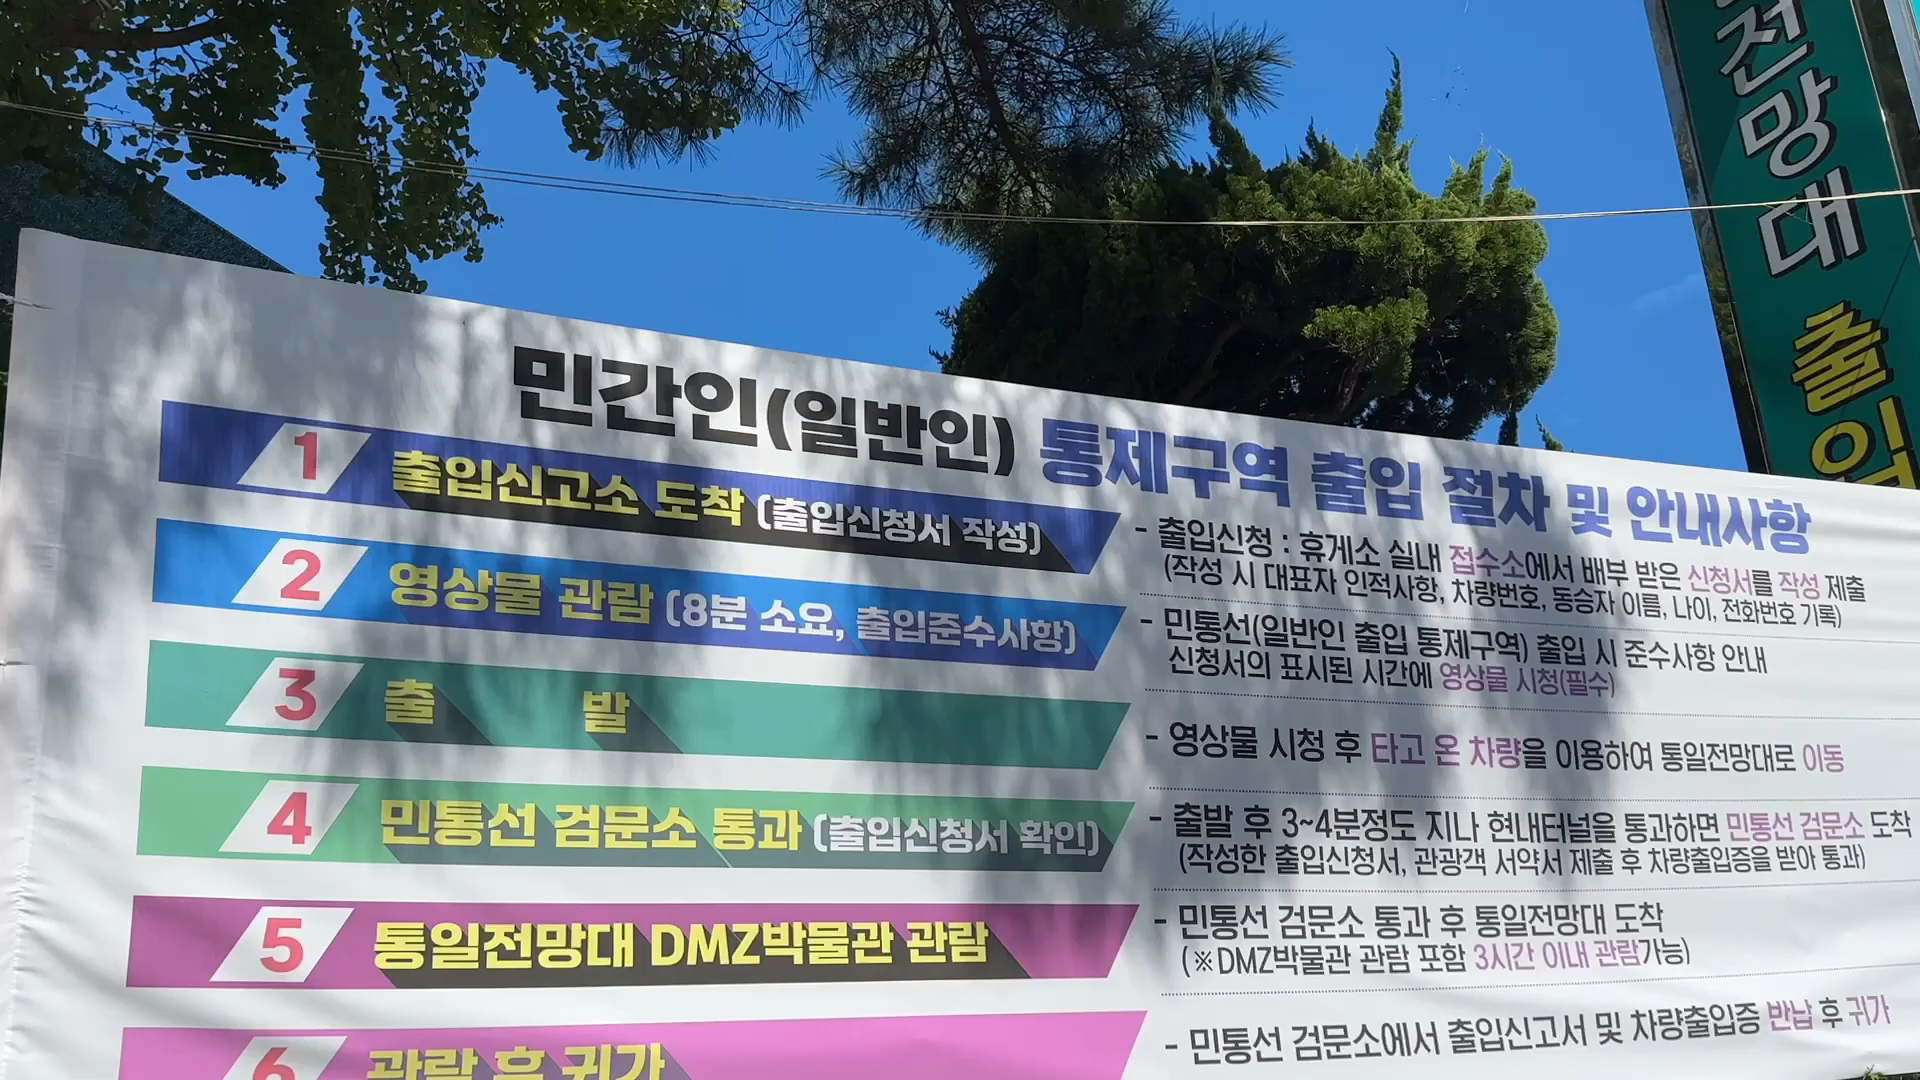 전망대 출입
민간인(일반인) 통제구역 출입 절차 및 안내사항
1 출입신고소 도착 (출입신청서 작성)
- 출입신청 : 휴게소 실내 접수소에서 배부 받은 신청서를 작성 제출
(작성 시 대표자 인적사항, 차량번호, 동승자 이름, 나이, 전화번호 기록)
2 영상물 관람 (8분 소요, 출입준수사항)
- 민통선(일반인 출입 통제구역) 출입 시 준수사항 안내
신청서의 표시된 시간에 영상물 시청(필수)
3 출 발
- 영상물 시청 후 타고 온 차량을 이용하여 통일전망대로 이동
4 민통선 검문소 통과 (출입신청서 확인)
- 출발 후 3~4분정도 지나 현내터널을 통과하면 민통선 검문소 도착
(작성한 출입신청서, 관광객 서약서 제출 후 차량출입증을 받아 통과)
5 통일전망대 DMZ박물관 관람
- 민통선 검문소 통과 후 통일전망대 도착
(※DMZ박물관 관람 포함 3시간 이내 관람가능)
6 관람 후 귀가
- 민통선 검문소에서 출입신고서 및 차량출입증 반납 후 귀가